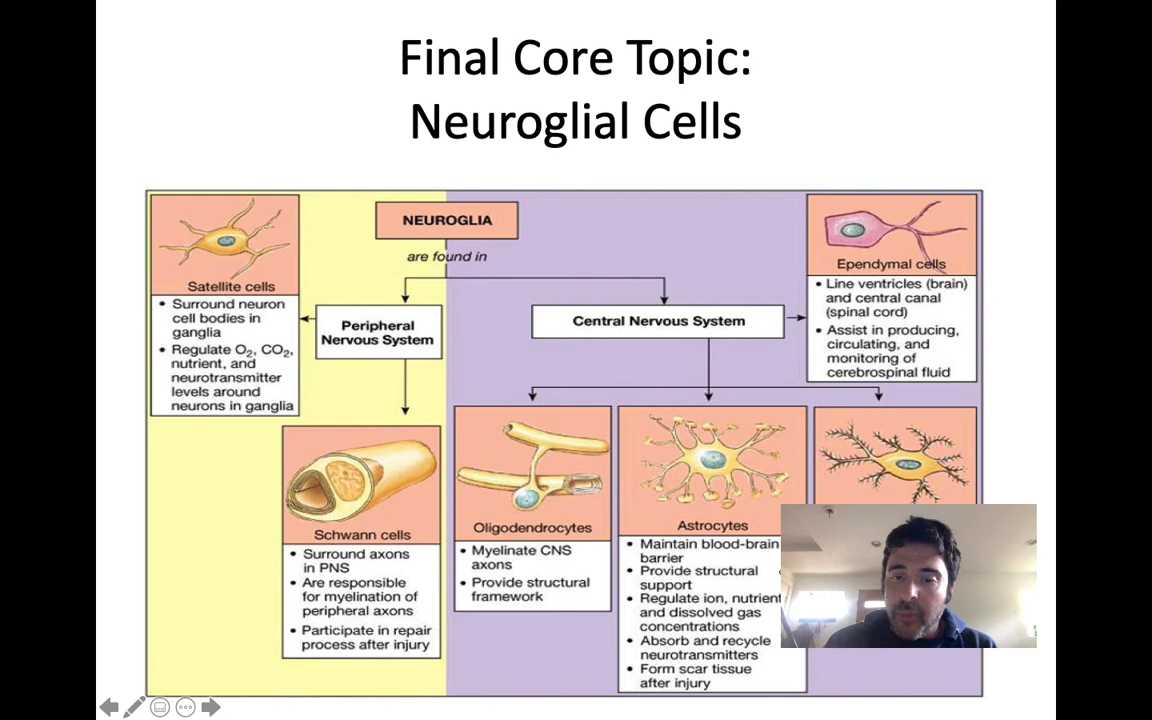 Final Core Topic:
Neuroglial Cells
NEUROGLIA
are found in
Satellite cells
• Surround neuron
cell bodies in
ganglia
• Regulate O₂, CO₂,
nutrient, and
neurotransmitter
levels around
neurons in ganglia
Peripheral
Nervous System
Central Nervous System
Ependymal cells
• Line ventricles (brain)
and central canal
(spinal cord)
• Assist in producing,
circulating, and
monitoring of
cerebrospinal fluid
Schwann cells
• Surround axons
in PNS
• Are responsible
for myelination of
peripheral axons
• Participate in repair
process after injury
Oligodendrocytes
• Myelinate CNS
axons
• Provide structural
framework
Astrocytes
• Maintain blood-brain
barrier
• Provide structural
support
• Regulate ion, nutrient
and dissolved gas
concentrations
• Absorb and recycle
neurotransmitters
• Form scar tissue
after injury